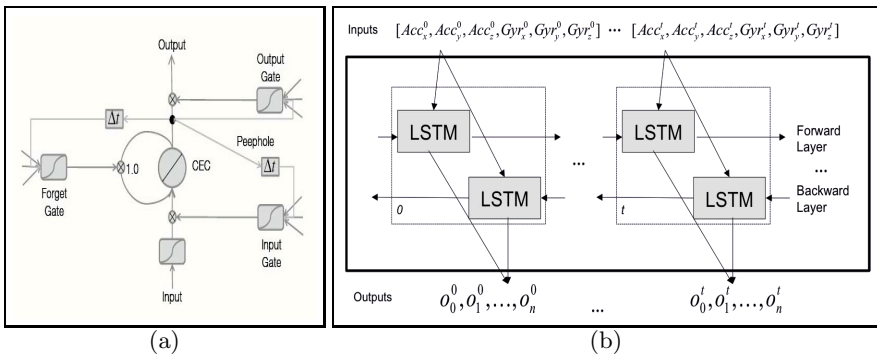 Output
Output
Gate
Δt
Peephole
1.0
CEC
Δt
Forget
Gate
Input
Gate
Input
(a)
Inputs [Acc_x^0, Acc_y^0, Acc_z^0, Gyr_x^0, Gyr_y^0, Gyr_z^0] ... [Acc_x^t, Acc_y^t, Acc_z^t, Gyr_x^t, Gyr_y^t, Gyr_z^t]
LSTM
LSTM
Forward
Layer
...
...
LSTM
LSTM
Backward
Layer
0
t
Outputs o_0^0, o_1^0, ..., o_n^0 ... o_0^t, o_1^t, ..., o_n^t
(b)